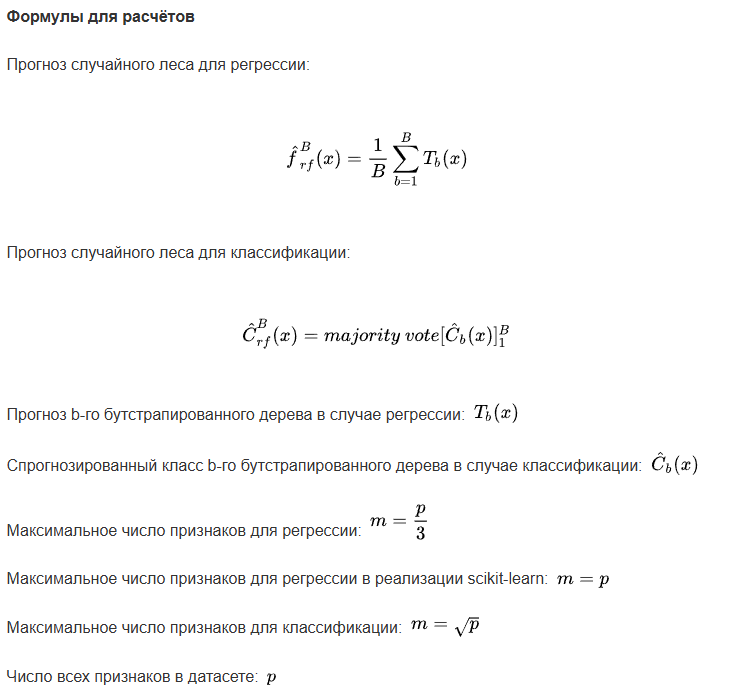 Формулы для расчётов
Прогноз случайного леса для регрессии:
$\hat{f}_{rf}^{B}(x) = \frac{1}{B} \sum_{b=1}^{B} T_b(x)$
Прогноз случайного леса для классификации:
$\hat{C}_{rf}^{B}(x) = majority \, vote[\hat{C}_b(x)]_1^B$
Прогноз b-го бутстрапированного дерева в случае регрессии: $T_b(x)$
Спрогнозированный класс b-го бутстрапированного дерева в случае классификации: $\hat{C}_b(x)$
Максимальное число признаков для регрессии: $m = \frac{p}{3}$
Максимальное число признаков для регрессии в реализации scikit-learn: $m = p$
Максимальное число признаков для классификации: $m = \sqrt{p}$
Число всех признаков в датасете: $p$